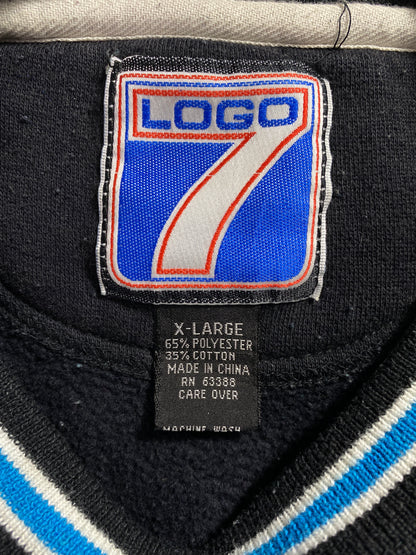 LOGO
7
X-LARGE
65% POLYESTER
35% COTTON
MADE IN CHINA
RN 63388
CARE OVER
MACHINE WASH